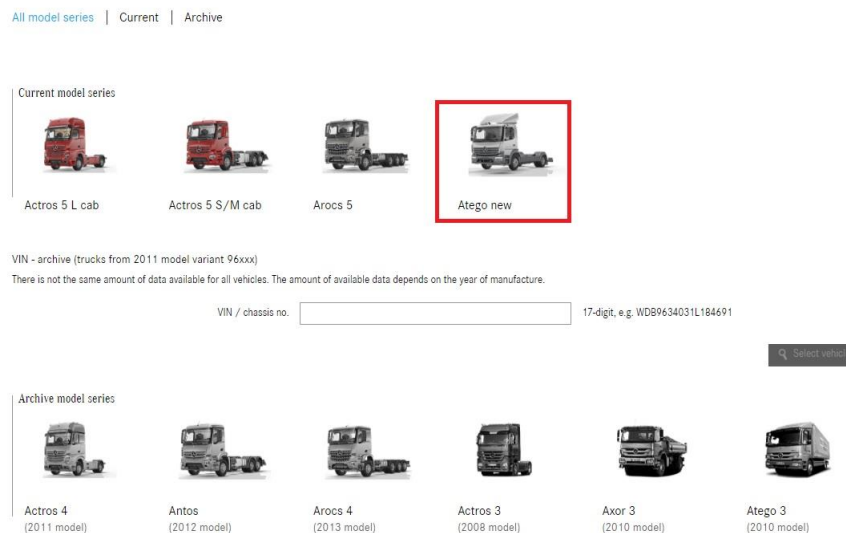 All model series | Current | Archive
Current model series
Actros 5 L cab
Actros 5 S/M cab
Arocs 5
Atego new
VIN - archive (trucks from 2011 model variant 96xxx)
There is not the same amount of data available for all vehicles. The amount of available data depends on the year of manufacture.
VIN / chassis no. 17-digit, e.g. WDB9634031L184691
Select vehicl
Archive model series
Actros 4
(2011 model)
Antos
(2012 model)
Arocs 4
(2013 model)
Actros 3
(2008 model)
Axor 3
(2010 model)
Atego 3
(2010 model)